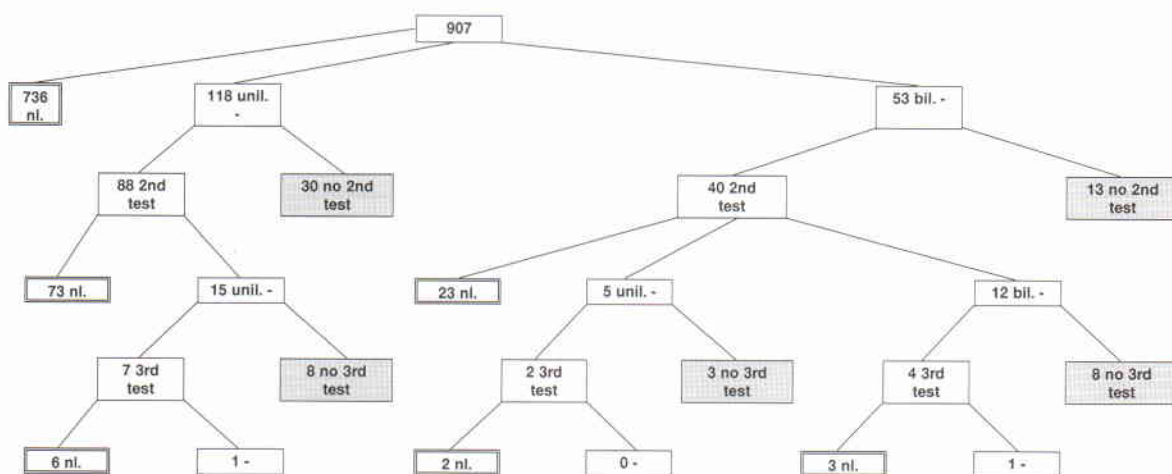 907
736
nl.
118 unil.
-
53 bil. -
88 2nd
test
30 no 2nd
test
40 2nd
test
13 no 2nd
test
73 nl.
15 unil. -
23 nl.
5 unil. -
12 bil. -
7 3rd
test
8 no 3rd
test
2 3rd
test
3 no 3rd
test
4 3rd
test
8 no 3rd
test
6 nl.
1 -
2 nl.
0 -
3 nl.
1 -